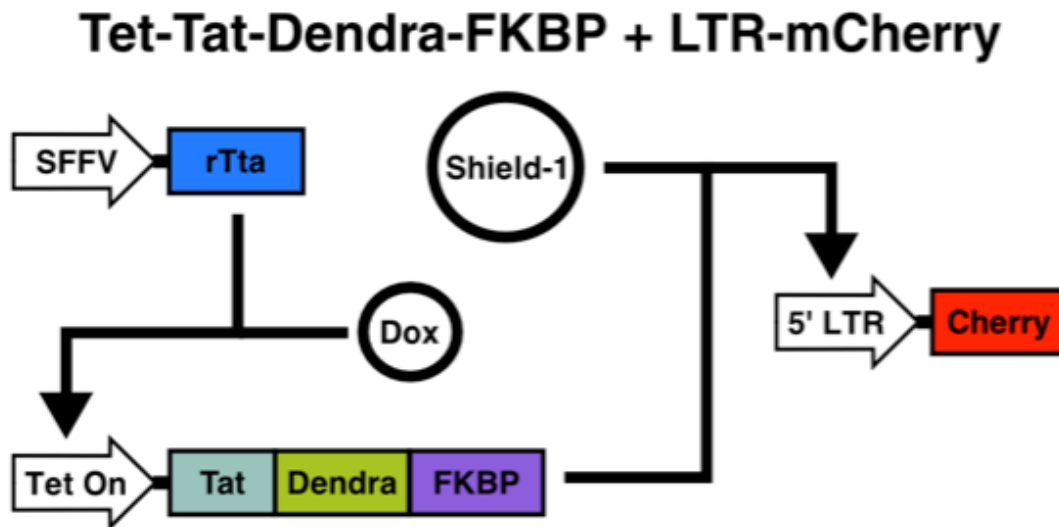 Tet-Tat-Dendra-FKBP + LTR-mCherry
SFFV
rTta
Shield-1
Dox
5' LTR
Cherry
Tet On
Tat
Dendra
FKBP